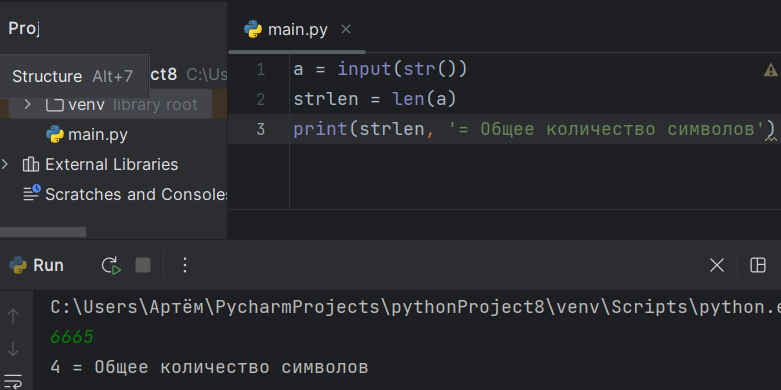 Proj
main.py
Structure Alt+7
ct8 C:\Us
venv library root
main.py
External Libraries
Scratches and Consoles
1 a = input(str())
2 strlen = len(a)
3 print(strlen, '= Общее количество символов')
Run
C:\Users\Артём\PycharmProjects\pythonProject8\venv\Scripts\python.e
6665
4 = Общее количество символов